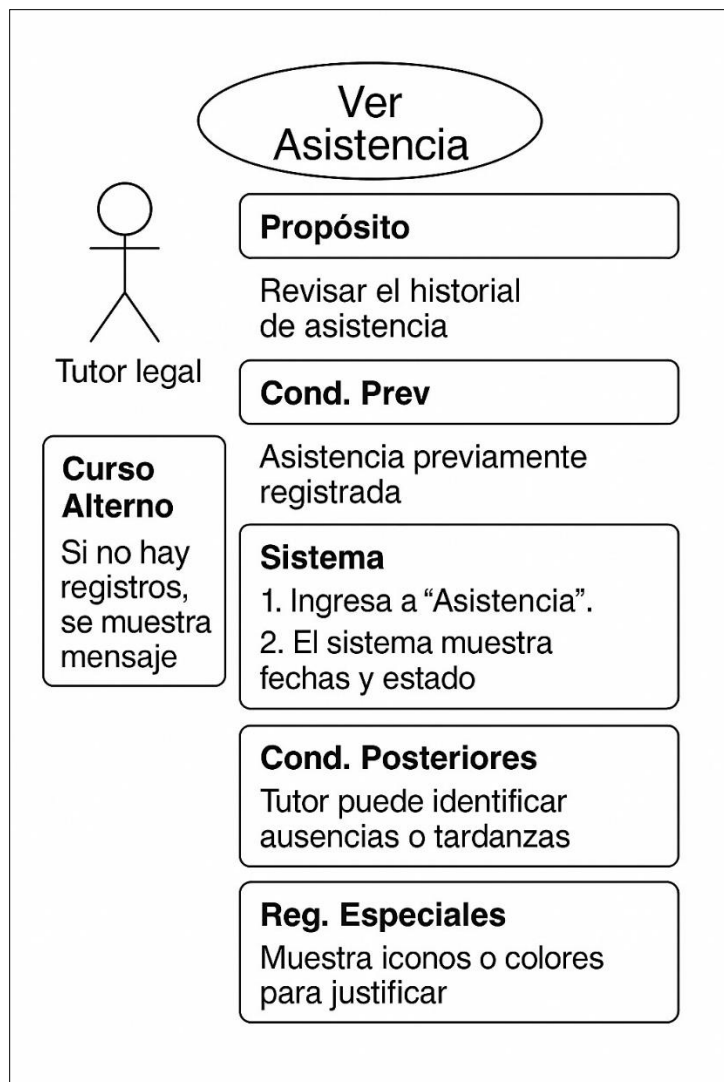 Ver
Asistencia
Tutor legal
Propósito
Revisar el historial
de asistencia
Cond. Prev
Asistencia previamente
registrada
Curso
Alterno
Si no hay
registros,
se muestra
mensaje
Sistema
1. Ingresa a “Asistencia”.
2. El sistema muestra
fechas y estado
Cond. Posteriores
Tutor puede identificar
ausencias o tardanzas
Reg. Especiales
Muestra iconos o colores
para justificar